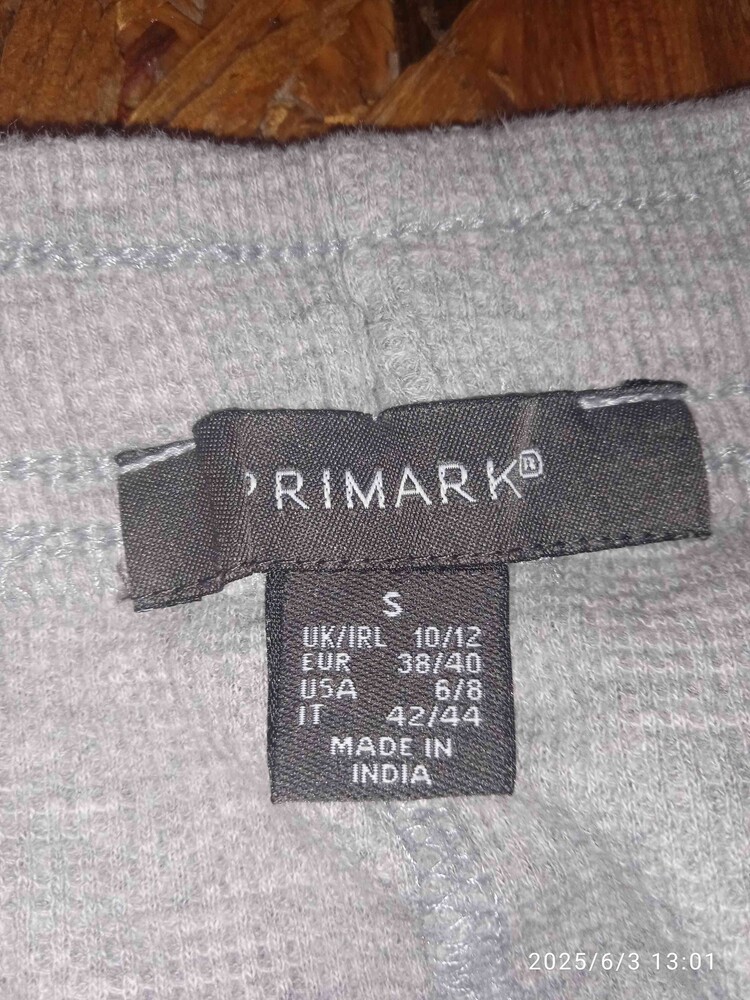 PRIMARK®
S
UK/IRL 10/12
EUR 38/40
USA 6/8
IT 42/44
MADE IN
INDIA
2025/6/3 13:01